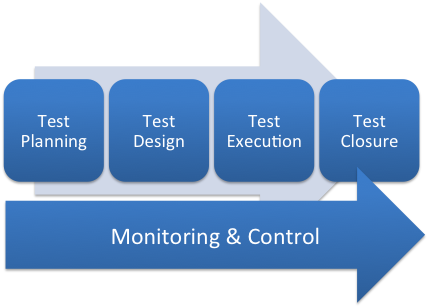 Test
Planning
Test
Design
Test
Execution
Test
Closure
Monitoring & Control